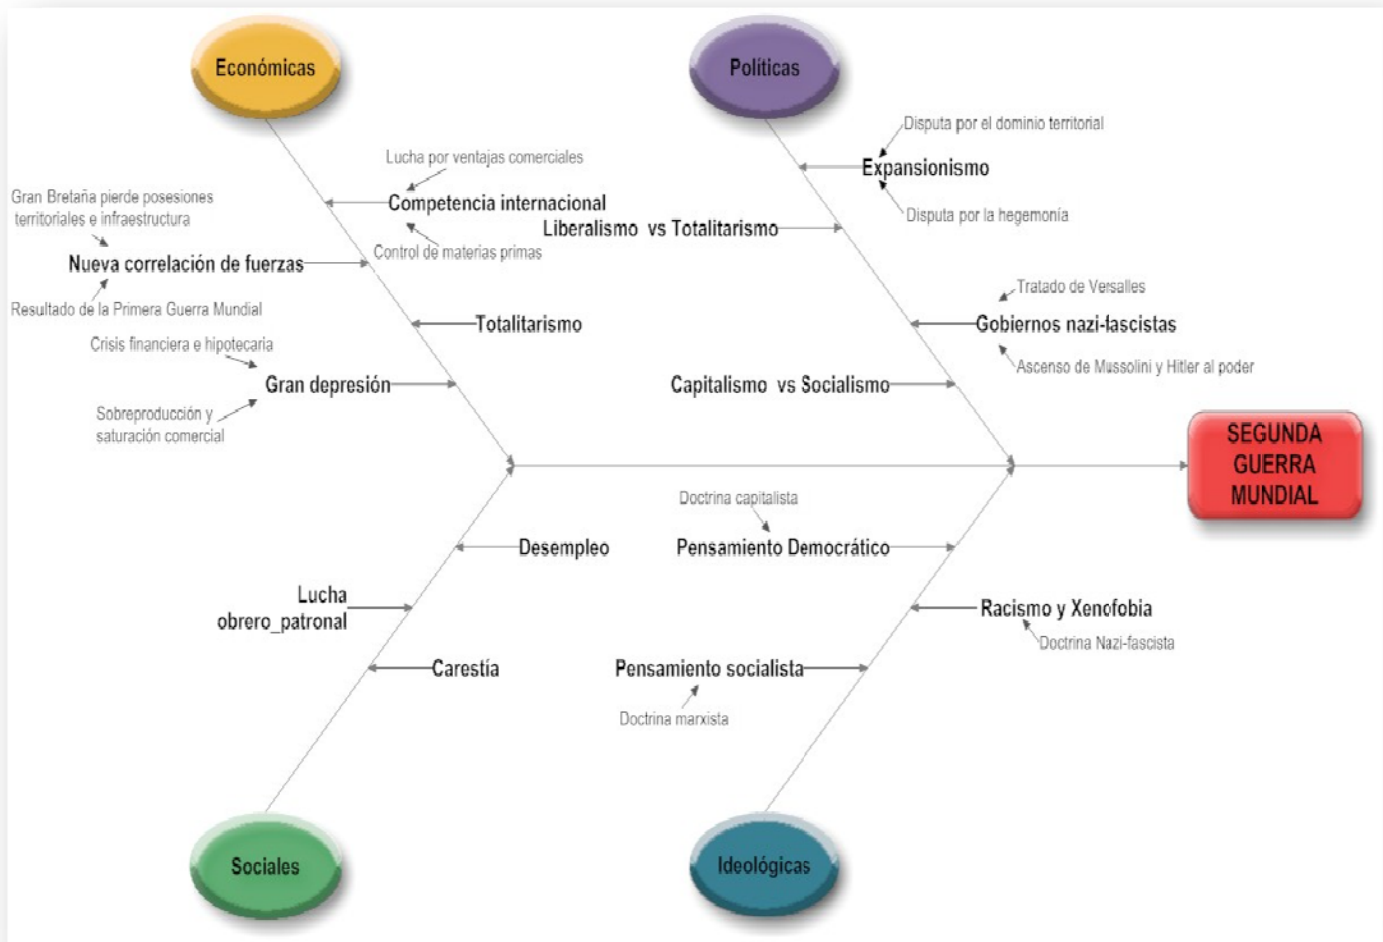 Económicas
Políticas
Disputa por el dominio territorial
Lucha por ventajas comerciales
Expansionismo
Gran Bretaña pierde posesiones
territoriales e infraestructura
Competencia internacional
Disputa por la hegemonía
Liberalismo vs Totalitarismo
Control de materias primas
Nueva correlación de fuerzas
Tratado de Versalles
Resultado de la Primera Guerra Mundial
Totalitarismo
Gobiernos nazi-fascistas
Crisis financiera e hipotecaria
Ascenso de Mussolini y Hitler al poder
Gran depresión
Capitalismo vs Socialismo
Sobreproducción y
saturación comercial
SEGUNDA
GUERRA
MUNDIAL
Doctrina capitalista
Desempleo
Pensamiento Democrático
Lucha
obrero_patronal
Racismo y Xenofobia
Doctrina Nazi-fascista
Carestía
Pensamiento socialista
Doctrina marxista
Sociales
Ideológicas